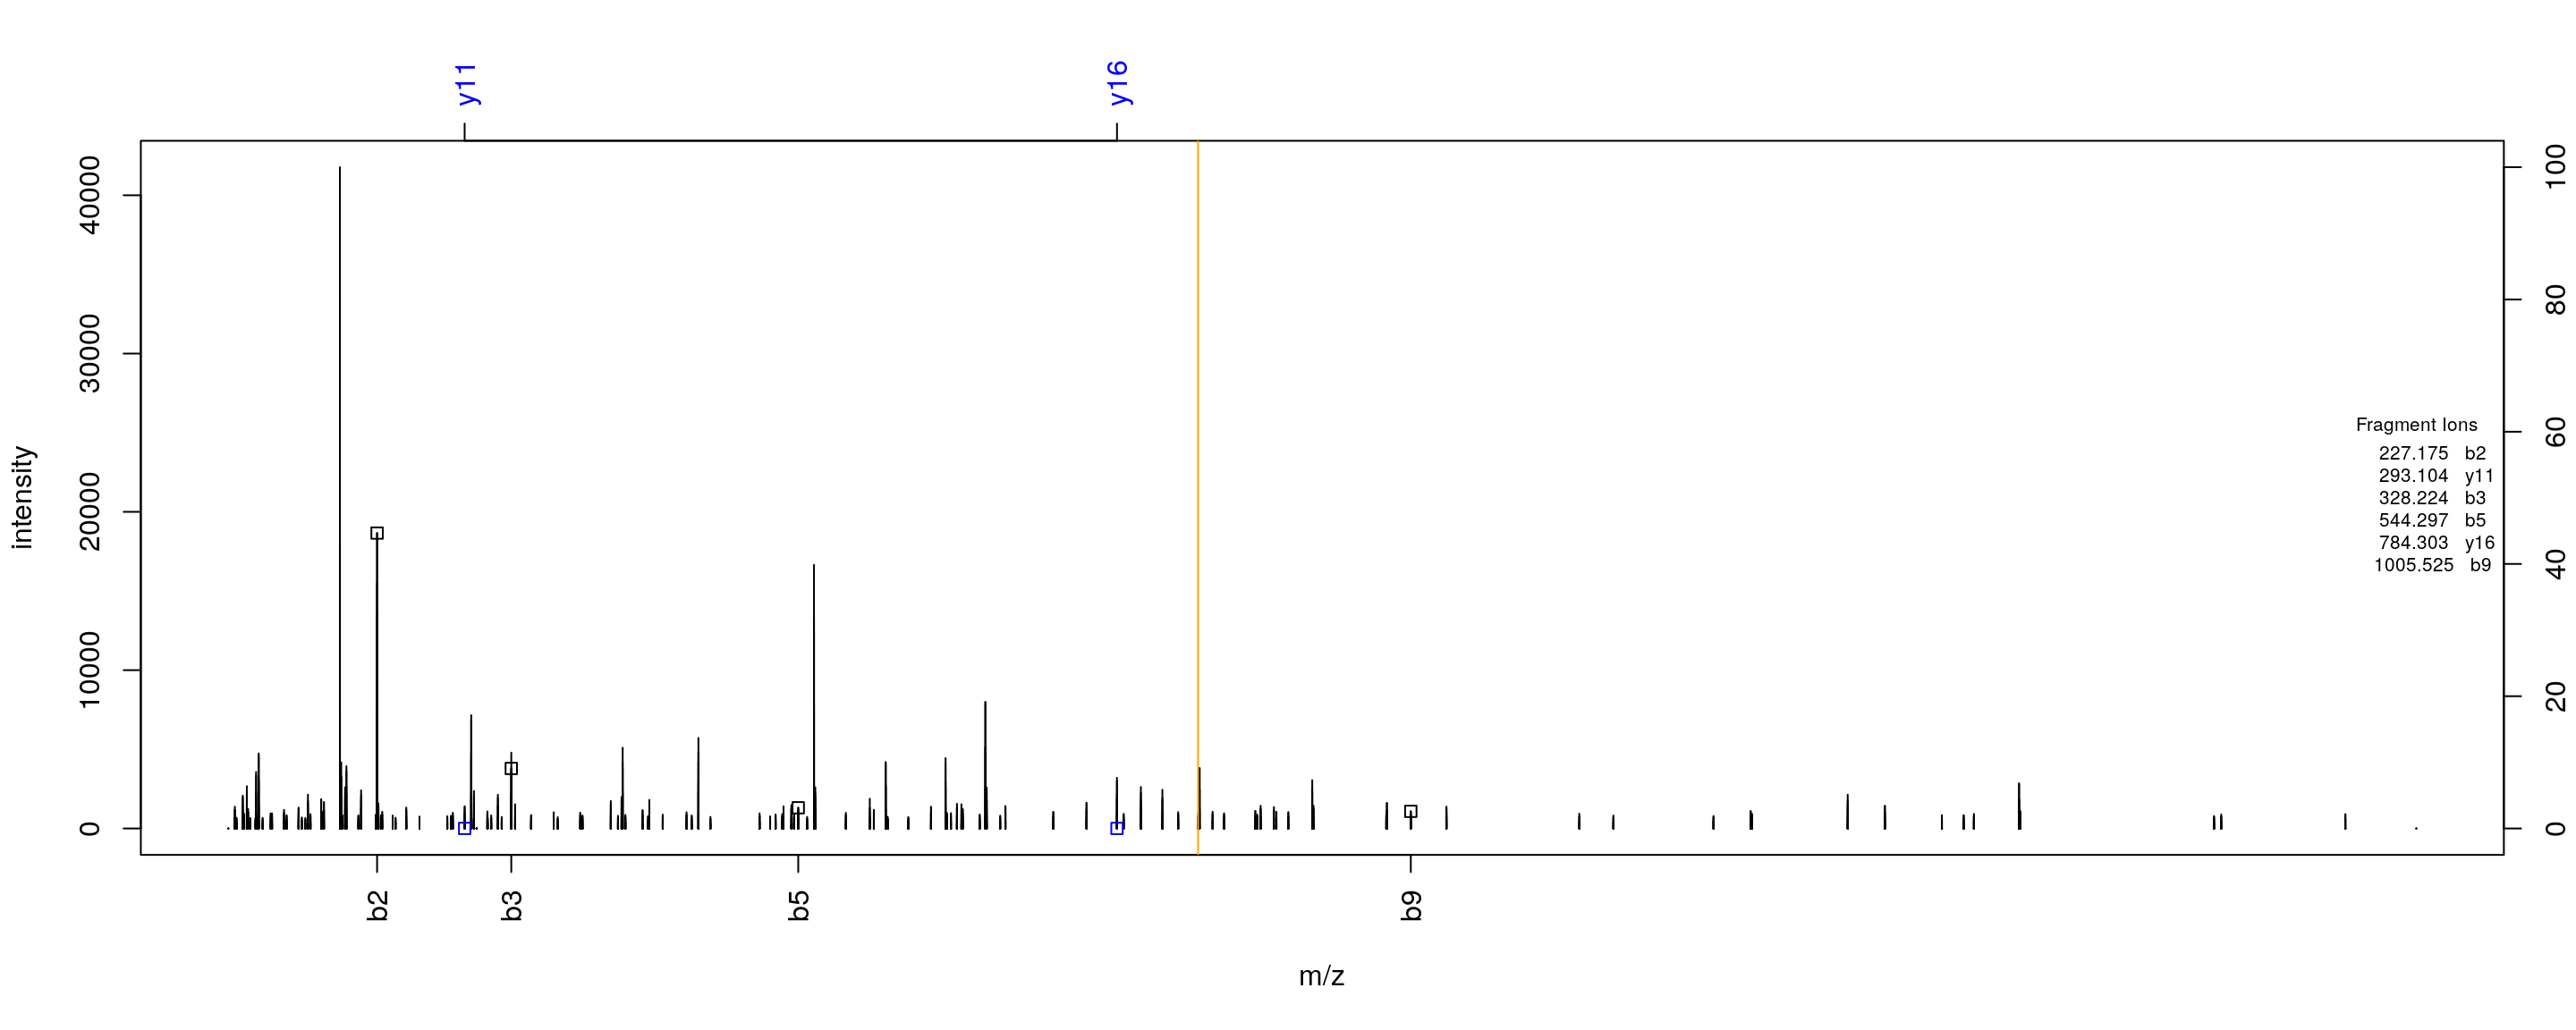 y11
y16
40000
30000
20000
10000
0
intensity
100
80
60
40
20
0
Fragment Ions
227.175 b2
293.104 y11
328.224 b3
544.297 b5
784.303 y16
1005.525 b9
b2
b3
b5
b9
m/z